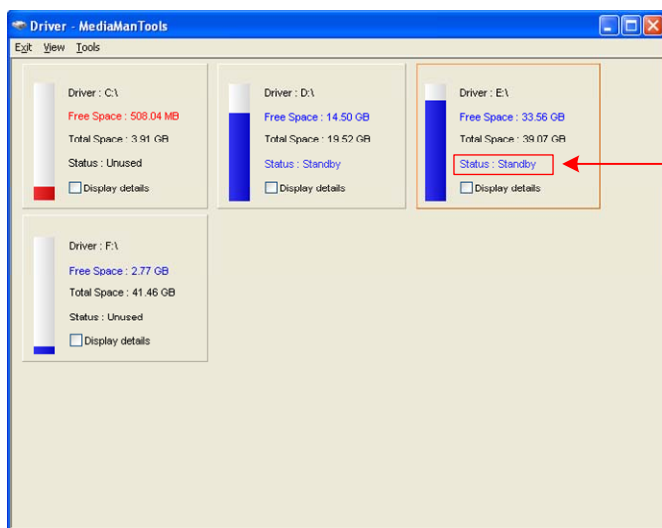 Driver - MediaManTools
Exit View Tools
Driver : C:\
Free Space : 508.04 MB
Total Space : 3.91 GB
Status : Unused
Display details
Driver : D:\
Free Space : 14.50 GB
Total Space : 19.52 GB
Status : Standby
Display details
Driver : E:\
Free Space : 33.56 GB
Total Space : 39.07 GB
Status : Standby
Display details
Driver : F:\
Free Space : 2.77 GB
Total Space : 41.46 GB
Status : Unused
Display details